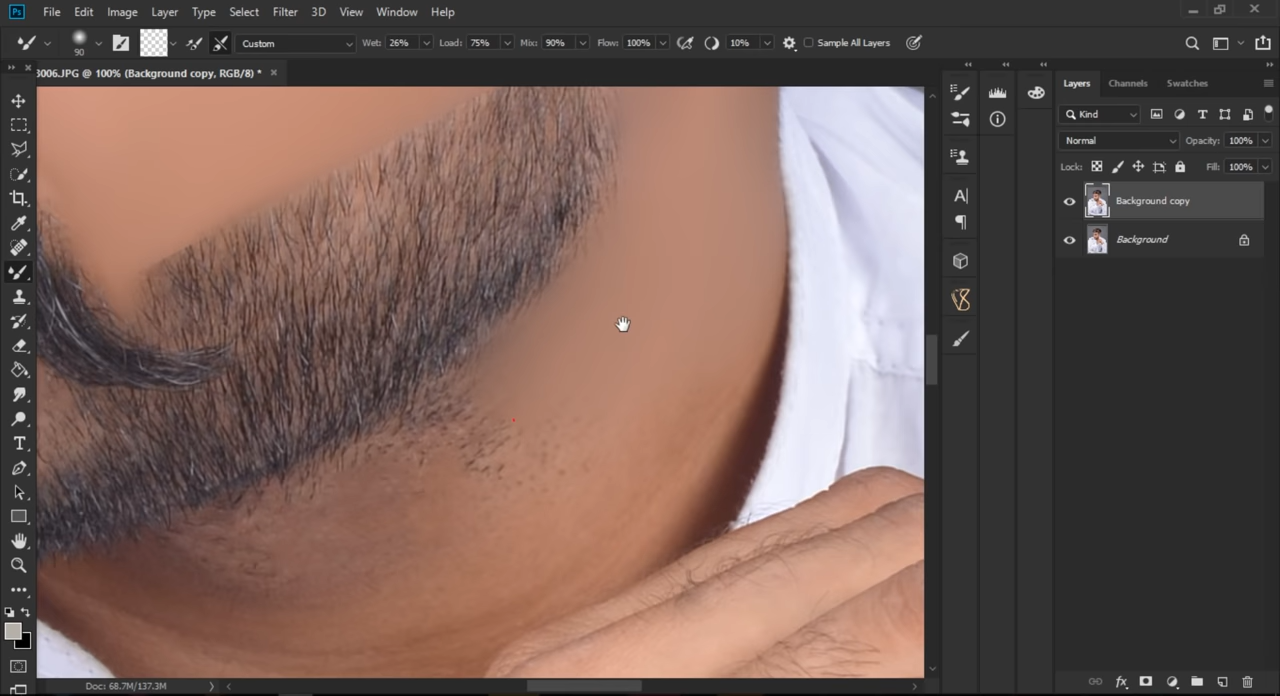 Ps File Edit Image Layer Type Select Filter 3D View Window Help
90 Custom Wet: 26% Load: 75% Mix: 90% Flow: 100% 10% Sample All Layers
3006.JPG @ 100% (Background copy, RGB/8) *
Layers Channels Swatches
Kind
Normal Opacity: 100%
Lock: Fill: 100%
Background copy
Background
Doc: 68.7M/137.3M